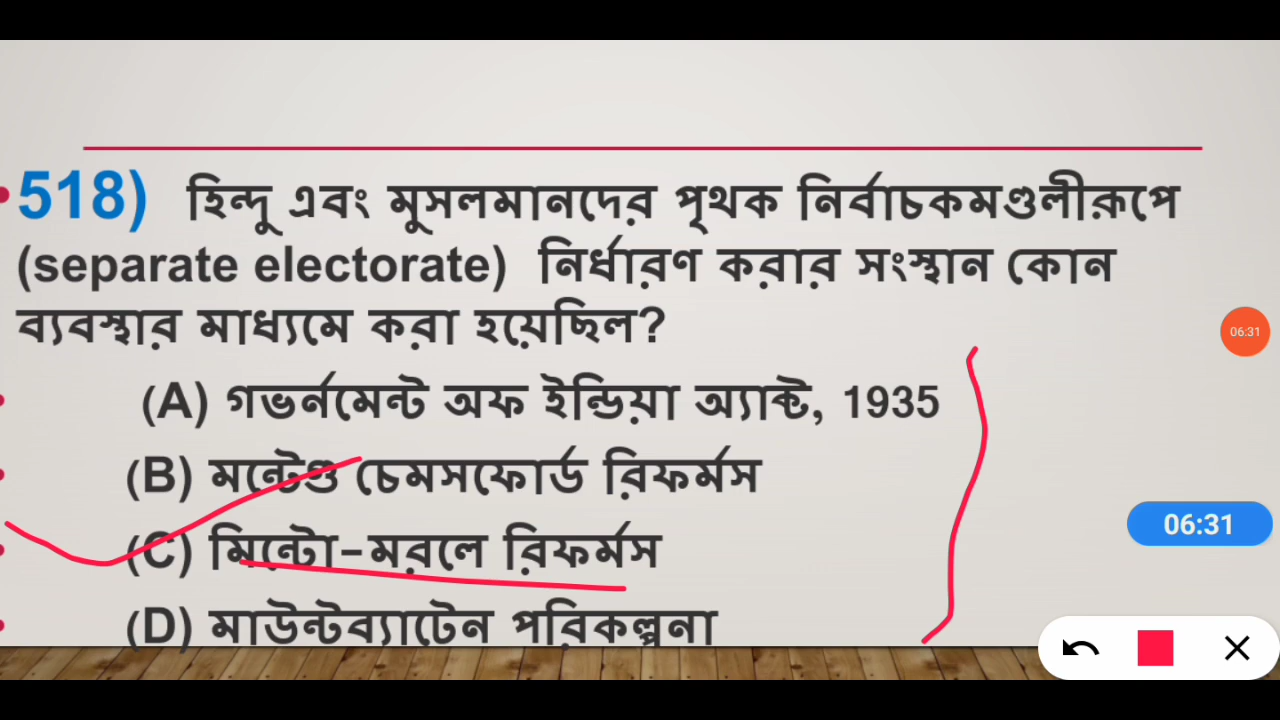 518) হিন্দু এবং মুসলমানদের পৃথক নির্বাচকমণ্ডলীরূপে
(separate electorate) নির্ধারণ করার সংস্থান কোন
ব্যবস্থার মাধ্যমে করা হয়েছিল?
(A) গভর্নমেন্ট অফ ইন্ডিয়া অ্যাক্ট, 1935
(B) মন্টেগু চেমসফোর্ড রিফর্মস
(C) মিন্টো-মরলে রিফর্মস
(D) মাউন্টব্যাটেন পরিকল্পনা
06:31
06:31